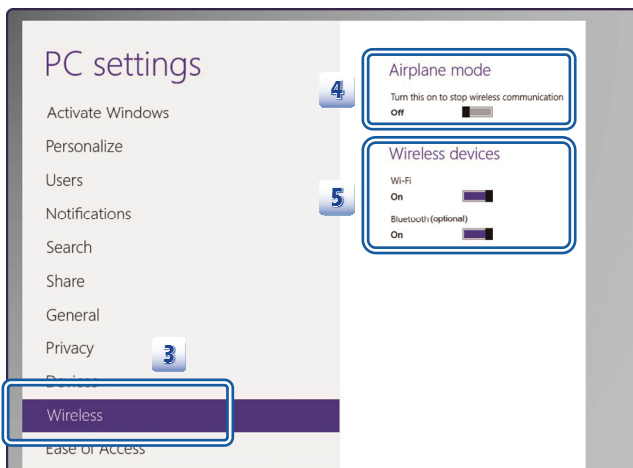 PC settings
Activate Windows
Personalize
Users
Notifications
Search
Share
General
Privacy
3
Devices
Wireless
Ease of Access
4
Airplane mode
Turn this on to stop wireless communication
Off
5
Wireless devices
Wi-Fi
On
Bluetooth (optional)
On